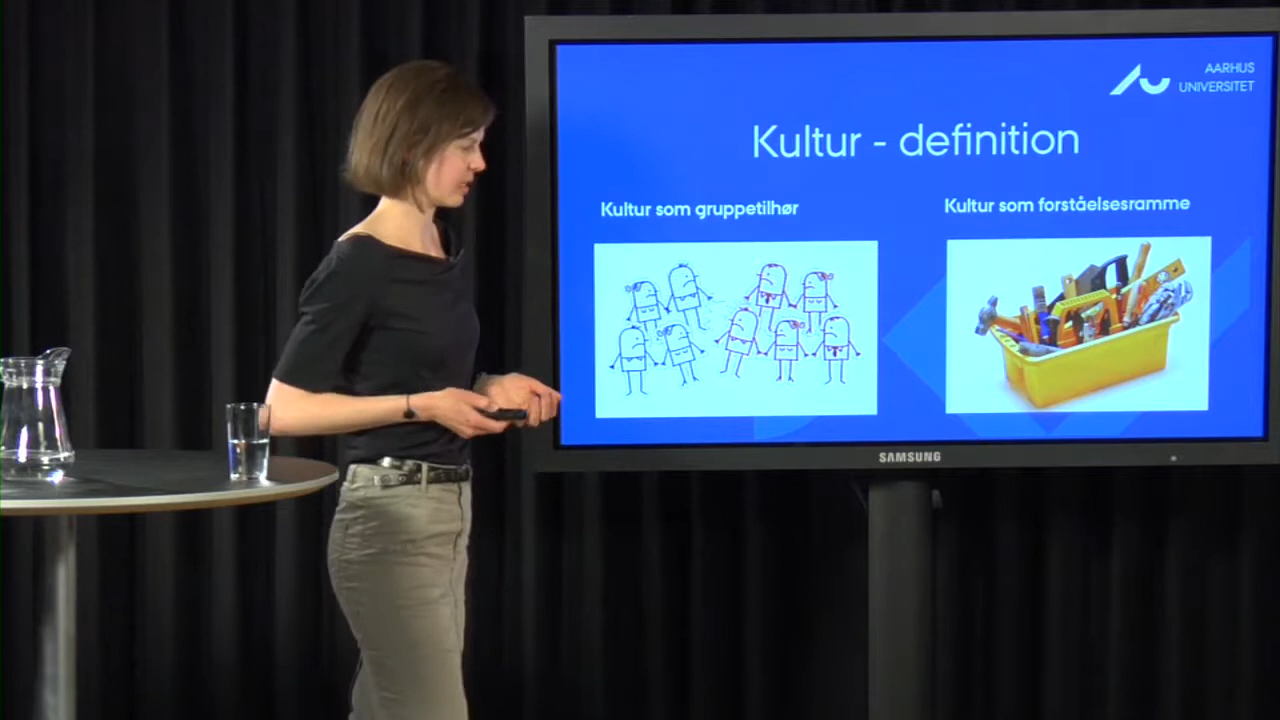 AARHUS
UNIVERSITET
Kultur - definition
Kultur som gruppetilhør
Kultur som forståelsesramme
SAMSUNG